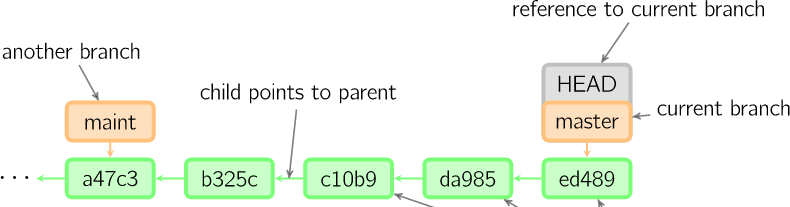 reference to current branch
another branch
HEAD
child points to parent
maint
master
current branch
...
a47c3
b325c
c10b9
da985
ed489